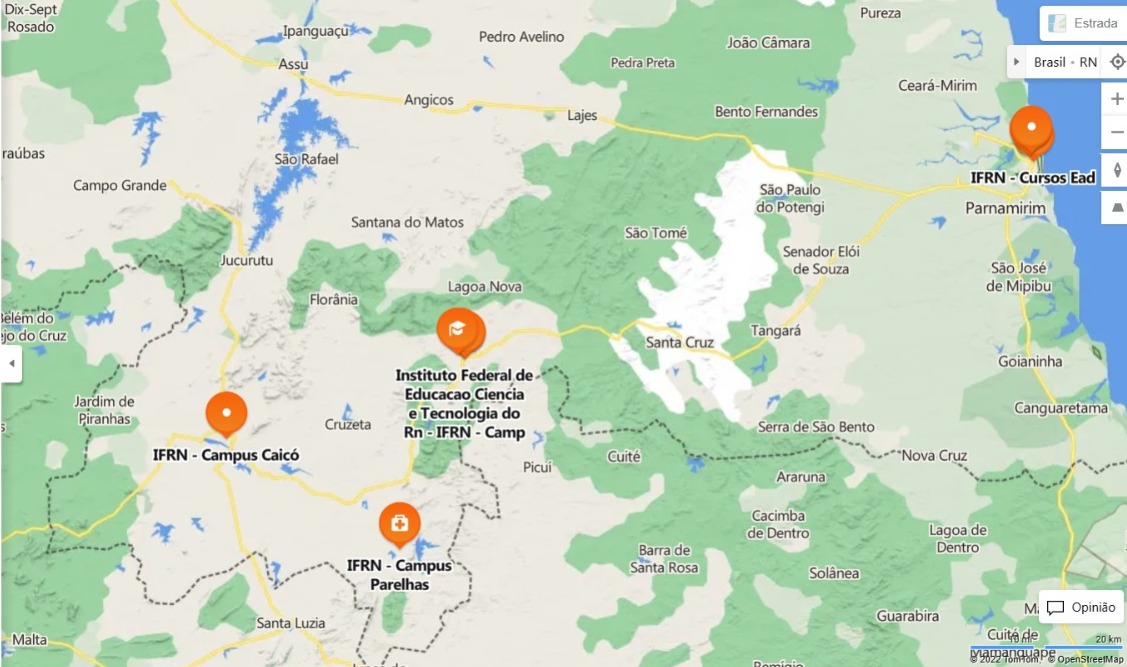 Dix-Sept
Rosado
Ipanguaçu
Pedro Avelino
Pureza
João Câmara
Estrada
Assu
Pedra Preta
Brasil • RN
Angicos
Ceará-Mirim
Lajes
Bento Fernandes
raúbas
São Rafael
Campo Grande
IFRN - Cursos Ead
São Paulo
do Potengi
Parnamirim
Santana do Matos
São Tomé
Senador Elói
de Souza
Jucurutu
São José
de Mipibu
Lagoa Nova
Florânia
Belém do
ejo do Cruz
Tangará
Santa Cruz
Goianinha
Instituto Federal de
Educacao Ciencia
e Tecnologia do
Rn - IFRN - Camp
Jardim de
Piranhas
Canguaretama
Cruzeta
Serra de São Bento
IFRN - Campus Caicó
Cuité
Nova Cruz
Picuí
Araruna
Cacimba
de Dentro
Lagoa de
Dentro
Barra de
Santa Rosa
IFRN - Campus
Parelhas
Solânea
Opinião
Guarabira
Santa Luzia
Malta
Cuité de
Mamanguape
10 mi
20 km
© 2022 TomTom, © OpenStreetMap
Remígio